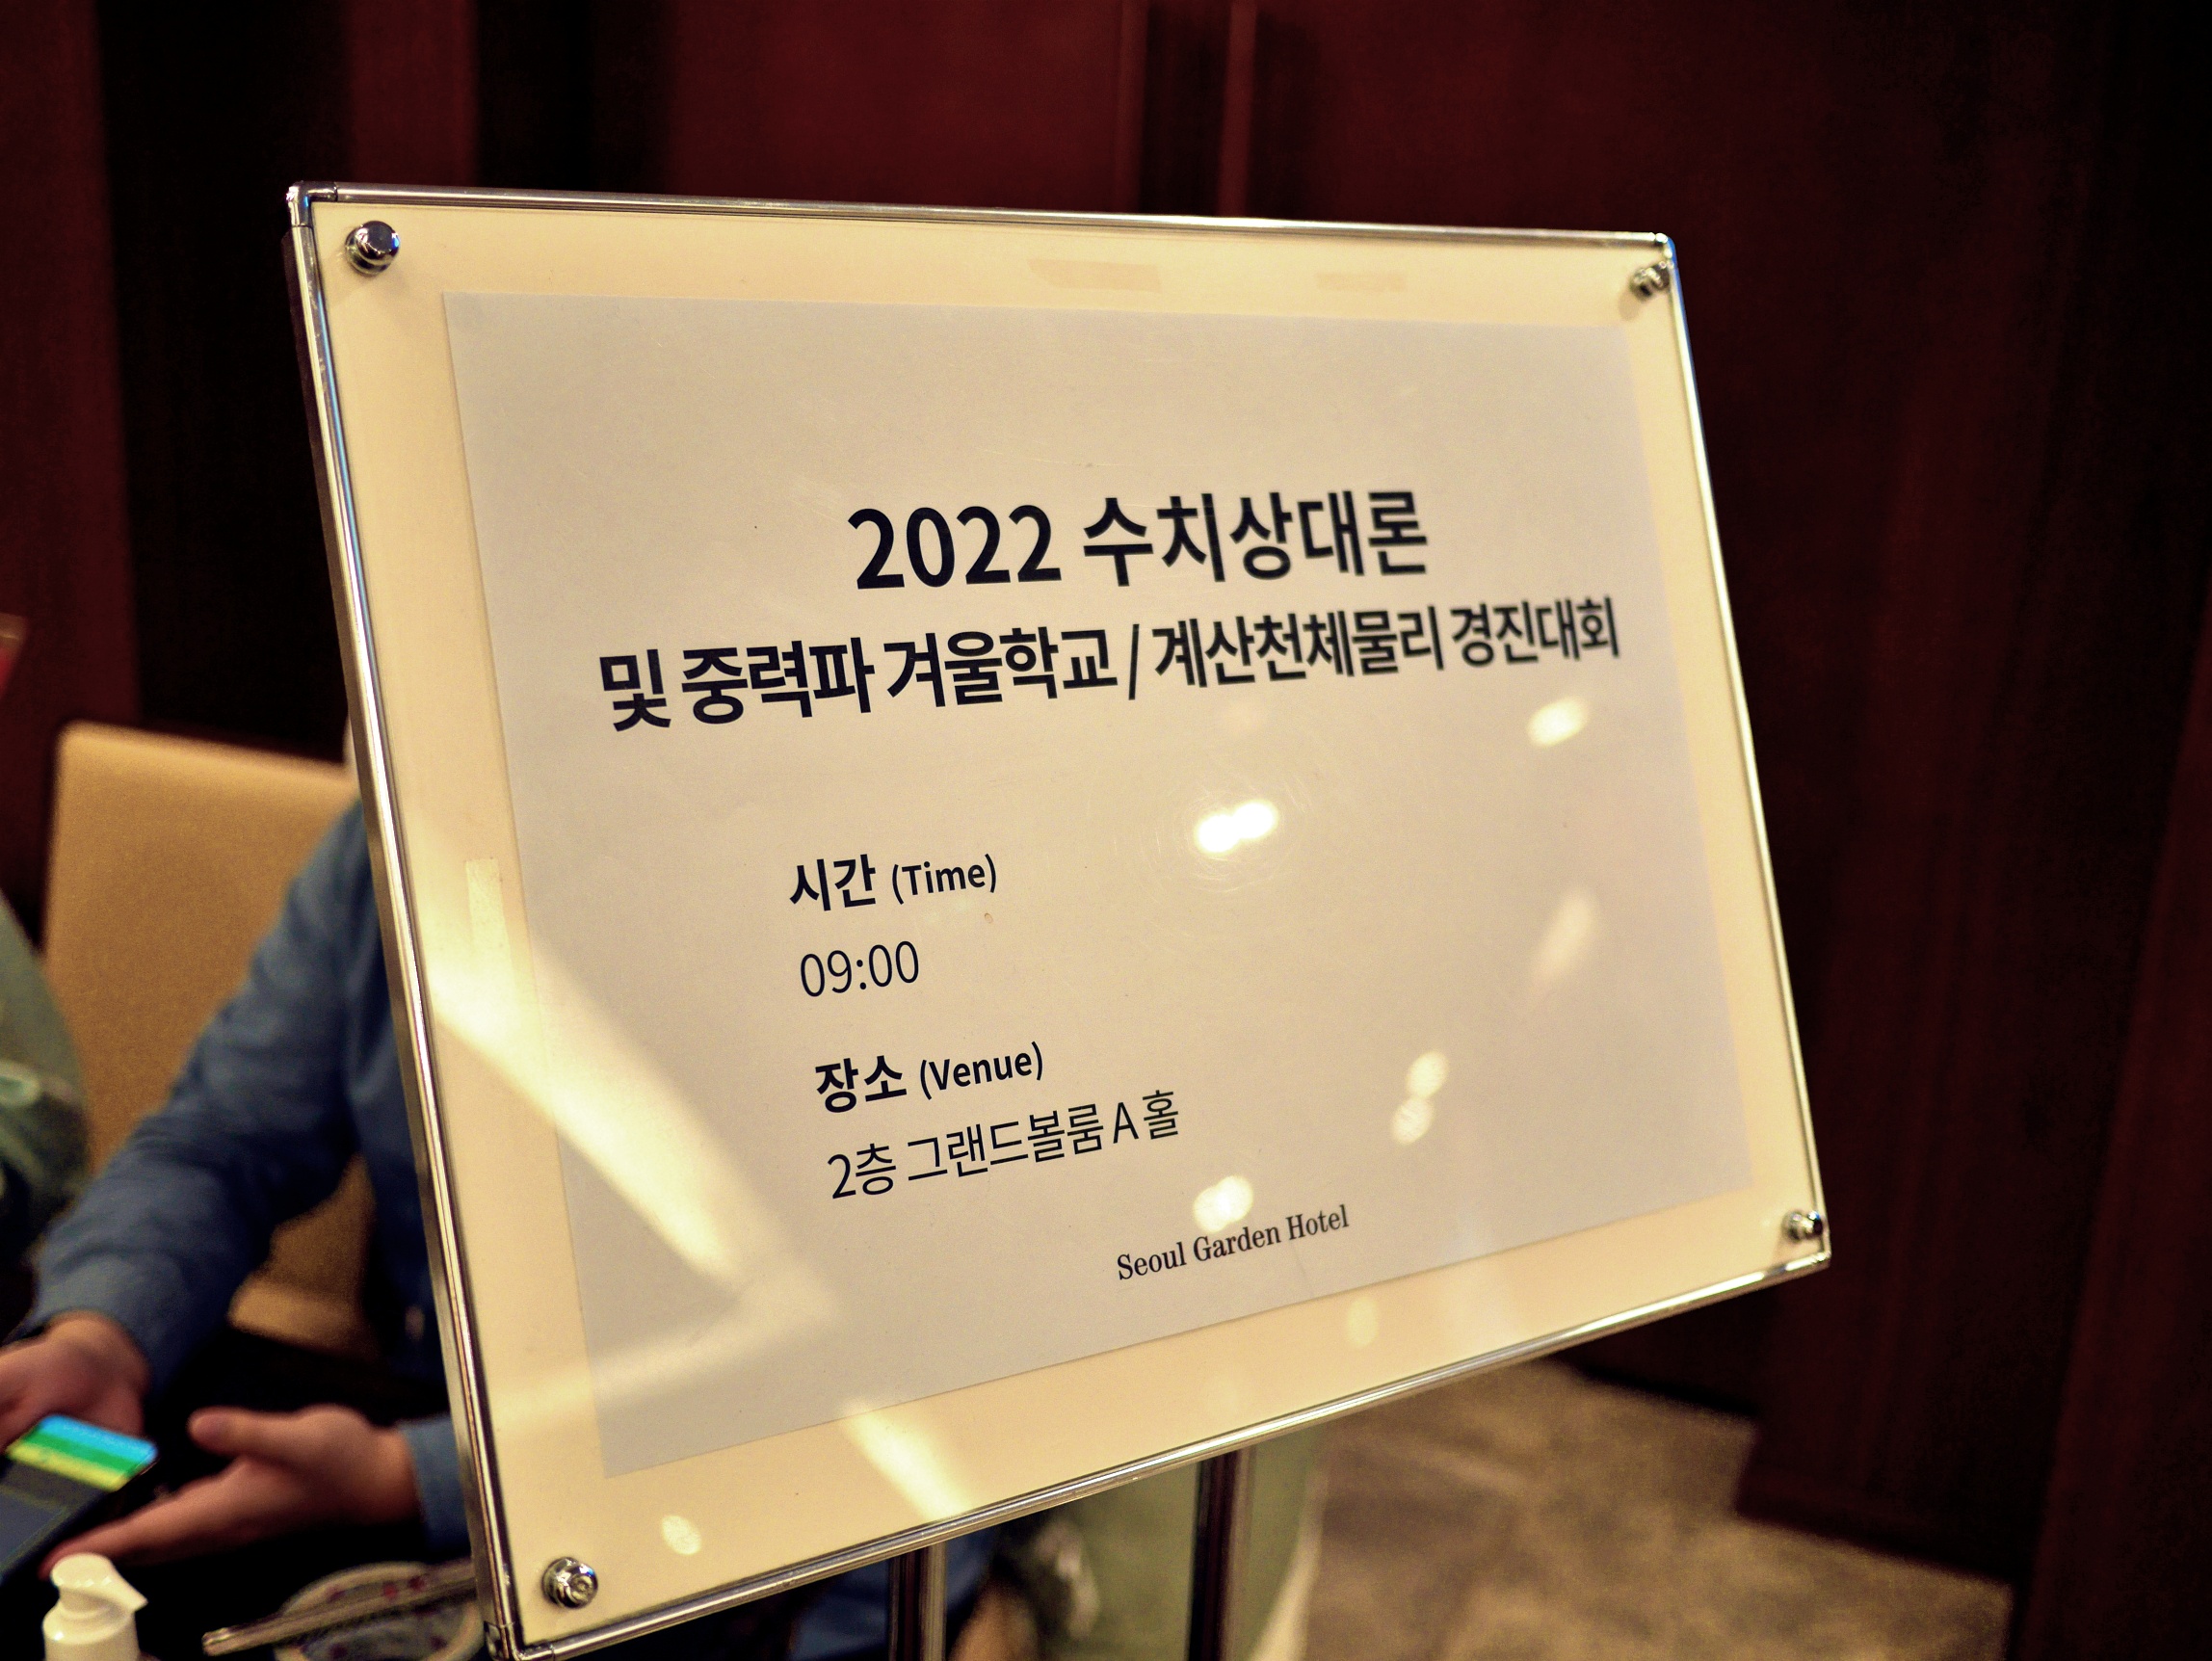 2022 수치상대론
및 중력파 겨울학교 / 계산천체물리 경진대회
시간 (Time)
09:00
장소 (Venue)
2층 그랜드볼룸 A 홀
Seoul Garden Hotel